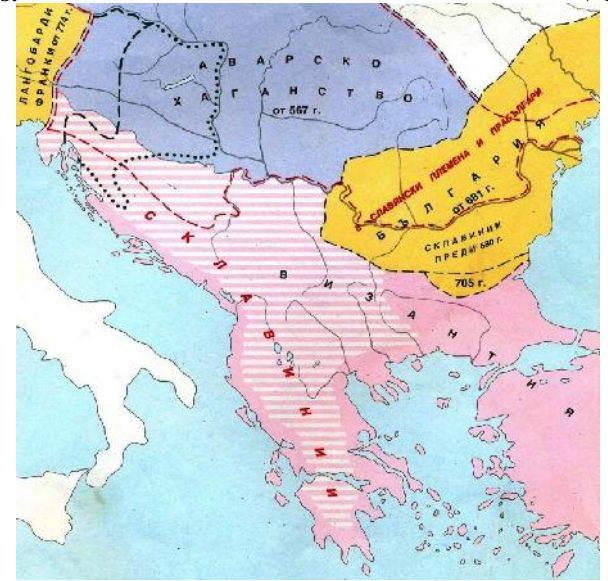 ЛАНГОБАРДИ
ФРАНКИ от 774 г.
АВАРСКО
ХАГАНСТВО
от 567 г.
СЛАВЯНСКИ ПЛЕМЕНА И ПРАБЪЛГАРИ
БЪЛГАРИЯ
от 681 г.
СКЛАВИНИИ
ПРЕДИ 680 г.
705 г.
СКЛАВИНИИ
ВИЗАНТИЯ